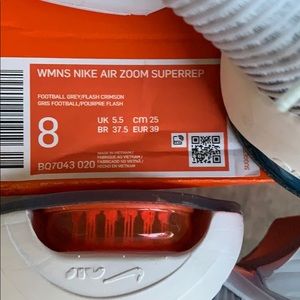 WMNS NIKE AIR ZOOM SUPERREP
FOOTBALL GREY/FLASH CRIMSON
GRIS FOOTBALL/POURPRE FLASH
8
UK 5.5 CM 25
BR 37.5 EUR 39
BQ7043 020
MADE IN VIETNAM/
FABRIQUÉ AU VIETNAM/
FABRICADO EN VIETNAM